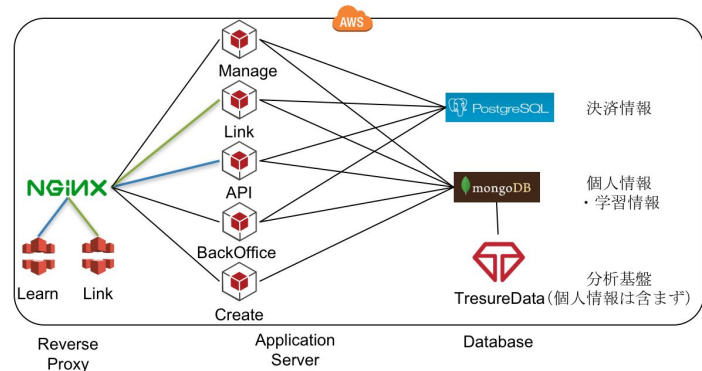 AWS
Manage
Link
API
BackOffice
Create
NGiNX
Learn
Link
PostgreSQL
決済情報
mongoDB
個人情報
・学習情報
分析基盤
TresureData(個人情報は含まず)
Reverse
Proxy
Application
Server
Database